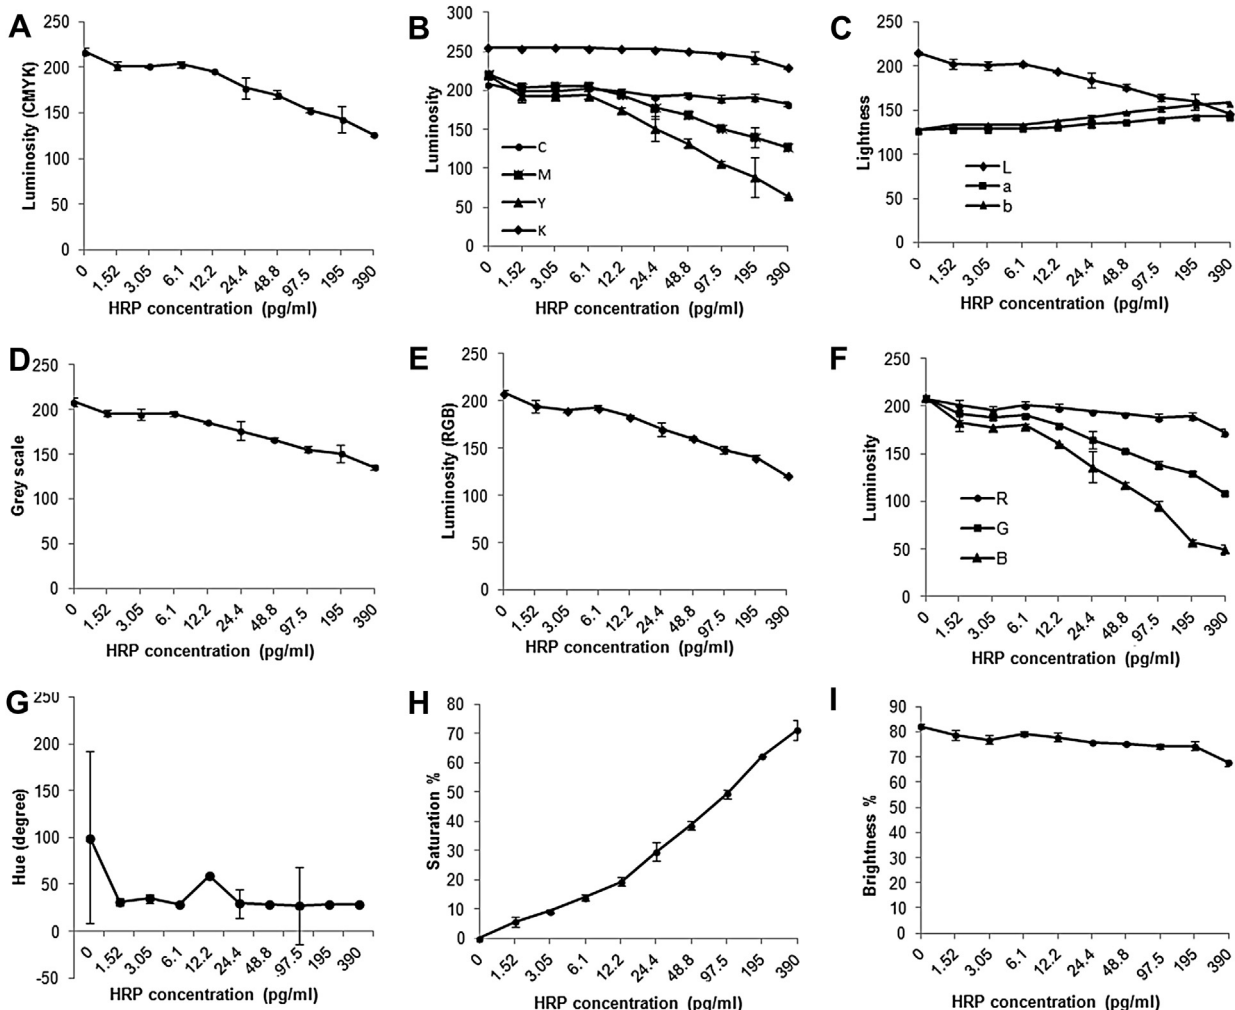 A
250
200
150
100
50
0
Luminosity (CMYK)
0 1.52 3.05 6.1 12.2 24.4 48.8 97.5 195 390
HRP concentration (pg/ml)
B
300
250
200
150
100
50
0
Luminosity
C
M
Y
K
0 1.52 3.05 6.1 12.2 24.4 48.8 97.5 195 390
HRP concentration (pg/ml)
C
250
200
150
100
50
0
Lightness
L
a
b
0 1.52 3.05 6.1 12.2 24.4 48.8 97.5 195 390
HRP concentration (pg/ml)
D
250
200
150
100
50
0
Grey scale
0 1.52 3.05 6.1 12.2 24.4 48.8 97.5 195 390
HRP concentration (pg/ml)
E
250
200
150
100
50
0
Luminosity (RGB)
0 1.52 3.05 6.1 12.2 24.4 48.8 97.5 195 390
HRP concentration (pg/ml)
F
250
200
150
100
50
0
Luminosity
R
G
B
0 1.52 3.05 6.1 12.2 24.4 48.8 97.5 195 390
HRP concentration (pg/ml)
G
250
200
150
100
50
0
-50
Hue (degree)
0 1.52 3.05 6.1 12.2 24.4 48.8 97.5 195 390
HRP concentration (pg/ml)
H
80
70
60
50
40
30
20
10
0
Saturation %
0 1.52 3.05 6.1 12.2 24.4 48.8 97.5 195 390
HRP concentration (pg/ml)
I
90
80
70
60
50
40
30
20
10
0
Brightness %
0 1.52 3.05 6.1 12.2 24.4 48.8 97.5 195 390
HRP concentration (pg/ml)